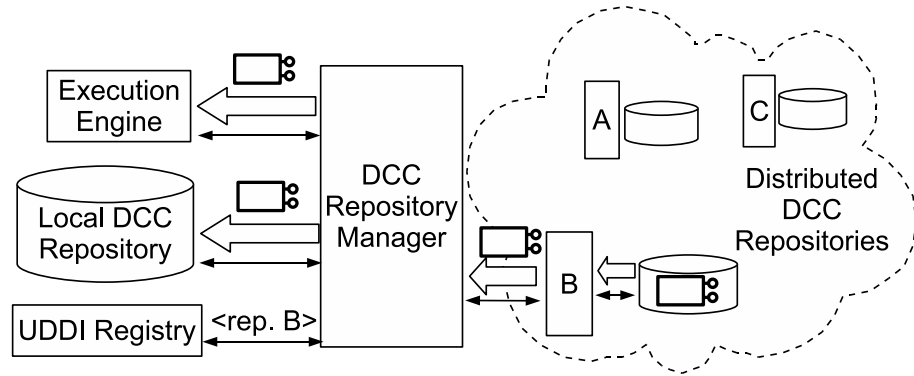 Execution
Engine
Local DCC
Repository
UDDI Registry
<rep. B>
DCC
Repository
Manager
A
C
B
Distributed
DCC
Repositories